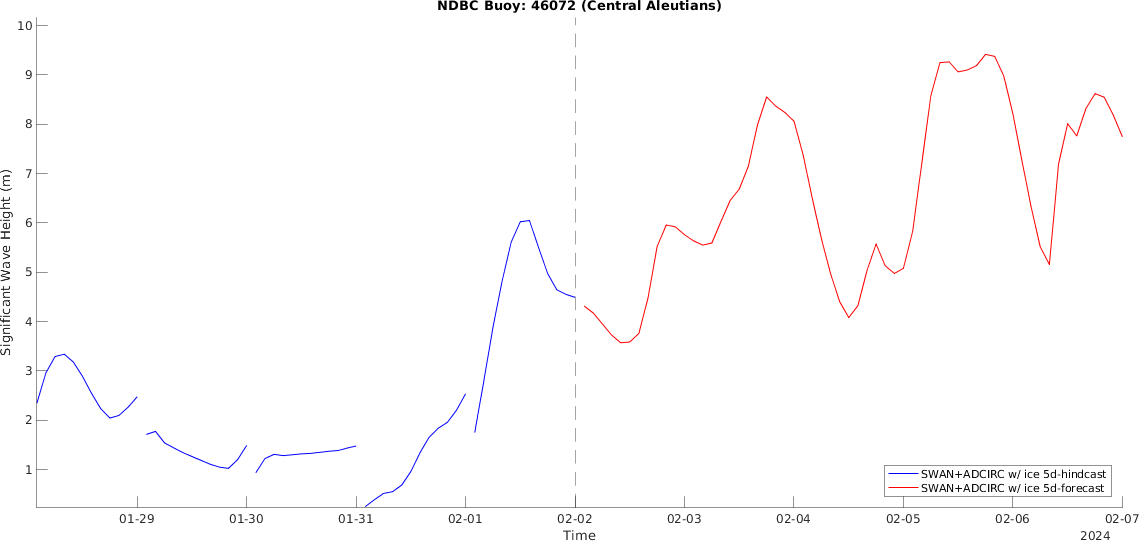 NDBC Buoy: 46072 (Central Aleutians)
10
9
8
7
6
5
4
3
2
1
Significant Wave Height (m)
SWAN+ADCIRC w/ ice 5d-hindcast
SWAN+ADCIRC w/ ice 5d-forecast
01-29 01-30 01-31 02-01 02-02 02-03 02-04 02-05 02-06 02-07
Time
2024